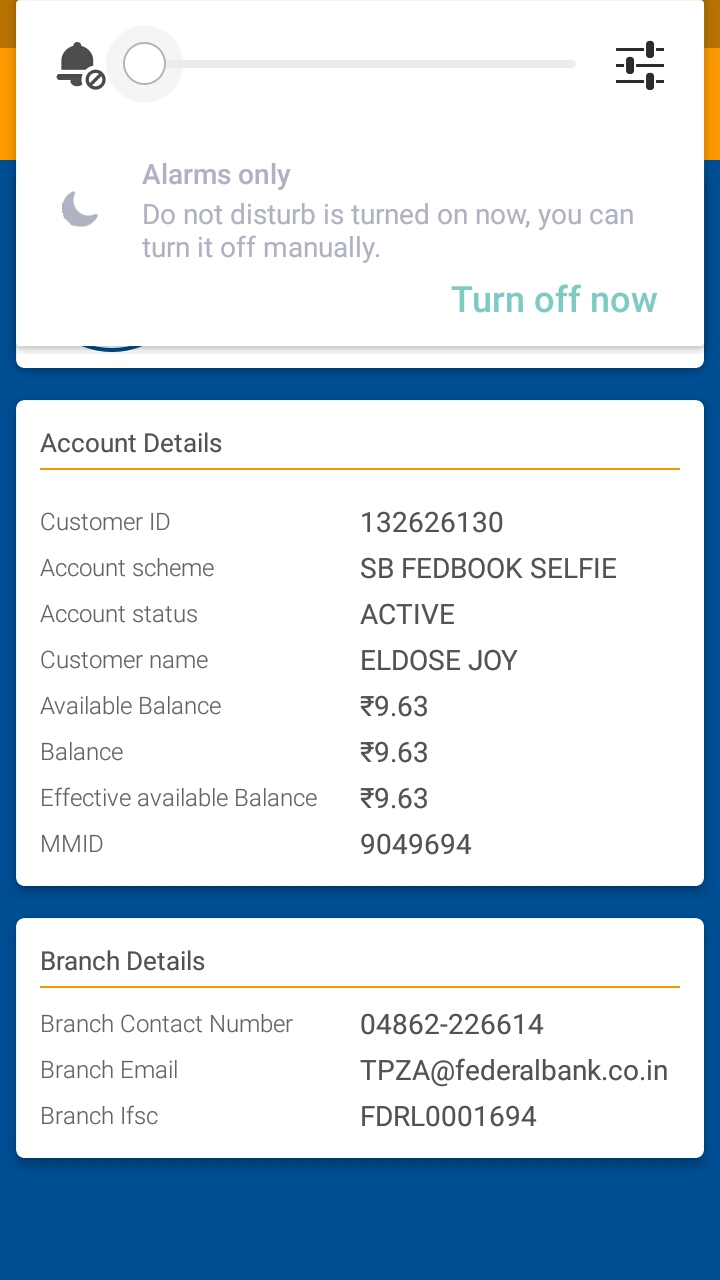 Alarms only
Do not disturb is turned on now, you can
turn it off manually.
Turn off now
Account Details
Customer ID 132626130
Account scheme SB FEDBOOK SELFIE
Account status ACTIVE
Customer name ELDOSE JOY
Available Balance ₹9.63
Balance ₹9.63
Effective available Balance ₹9.63
MMID 9049694
Branch Details
Branch Contact Number 04862-226614
Branch Email TPZA@federalbank.co.in
Branch Ifsc FDRL0001694